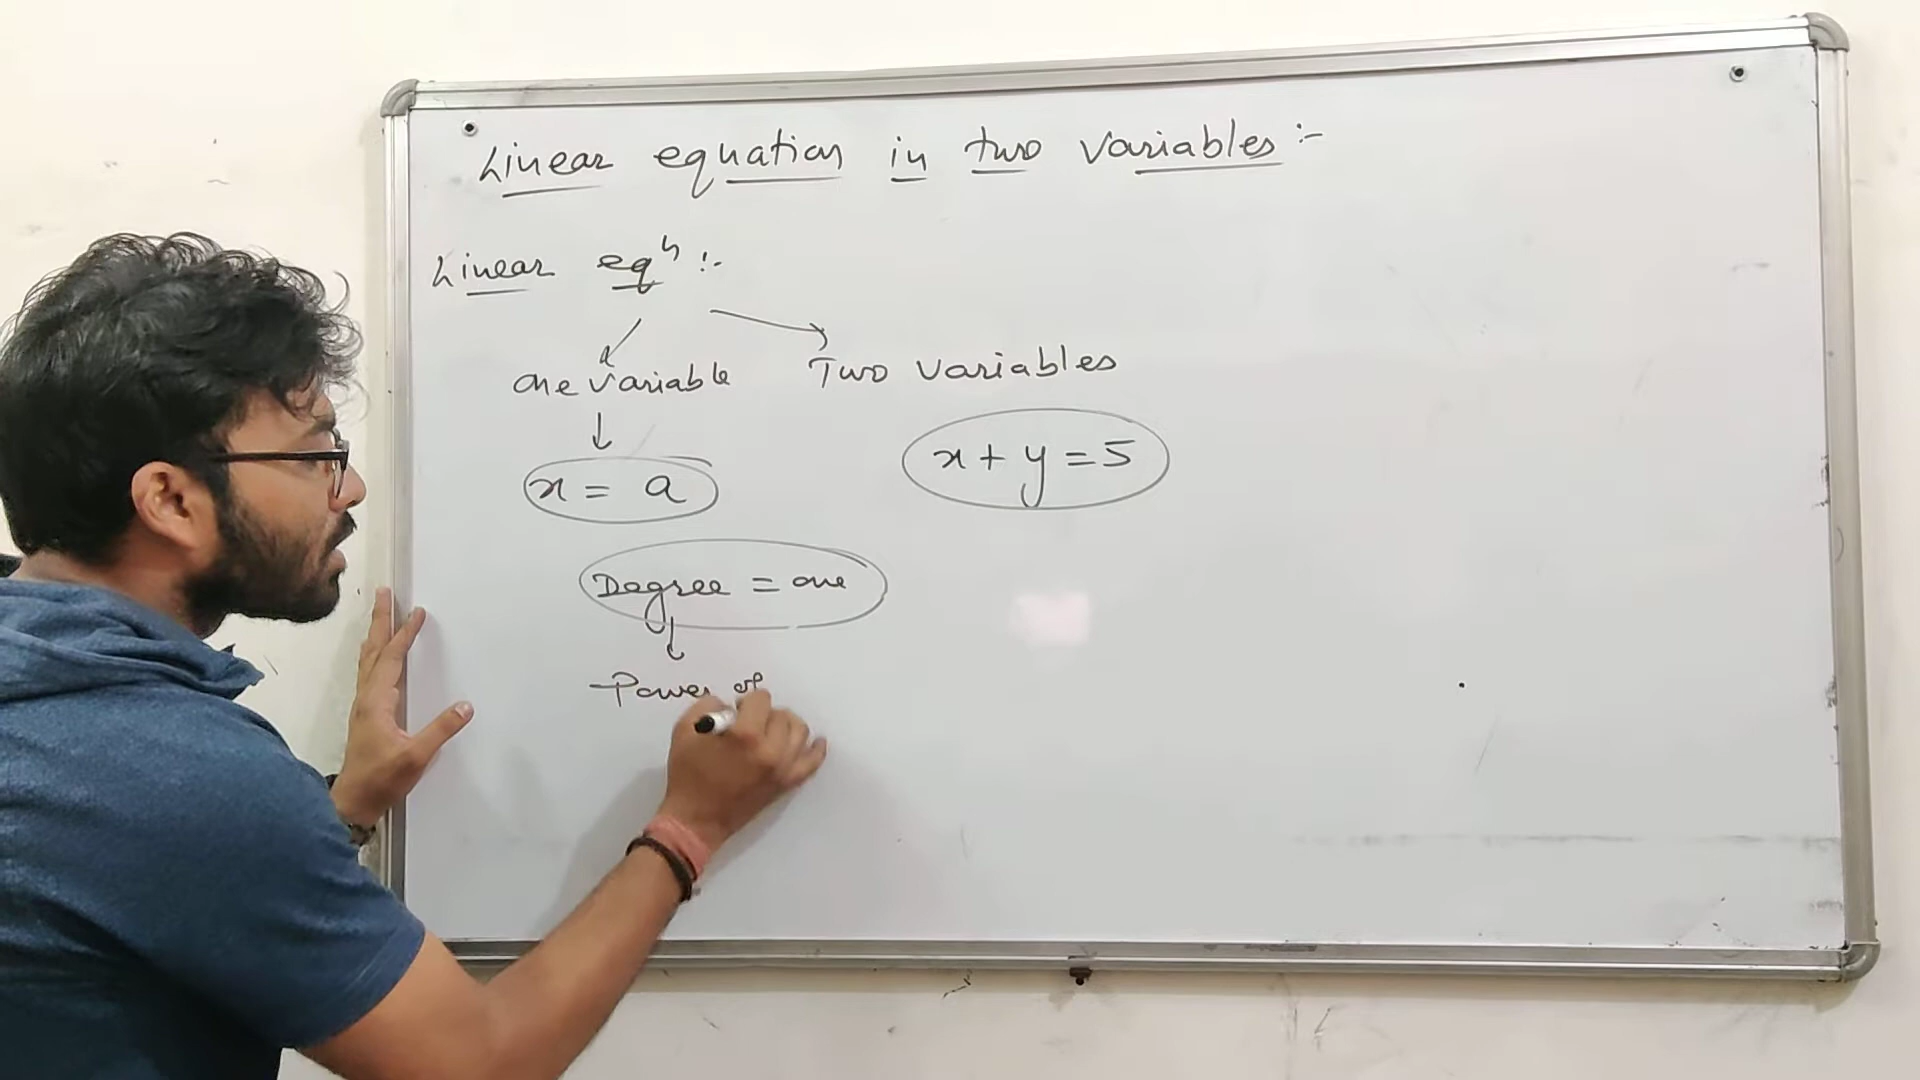 Linear equation in two variables :-
Linear eqⁿ :-
one variable Two variables
x = a
x + y = 5
Degree = one
Power of